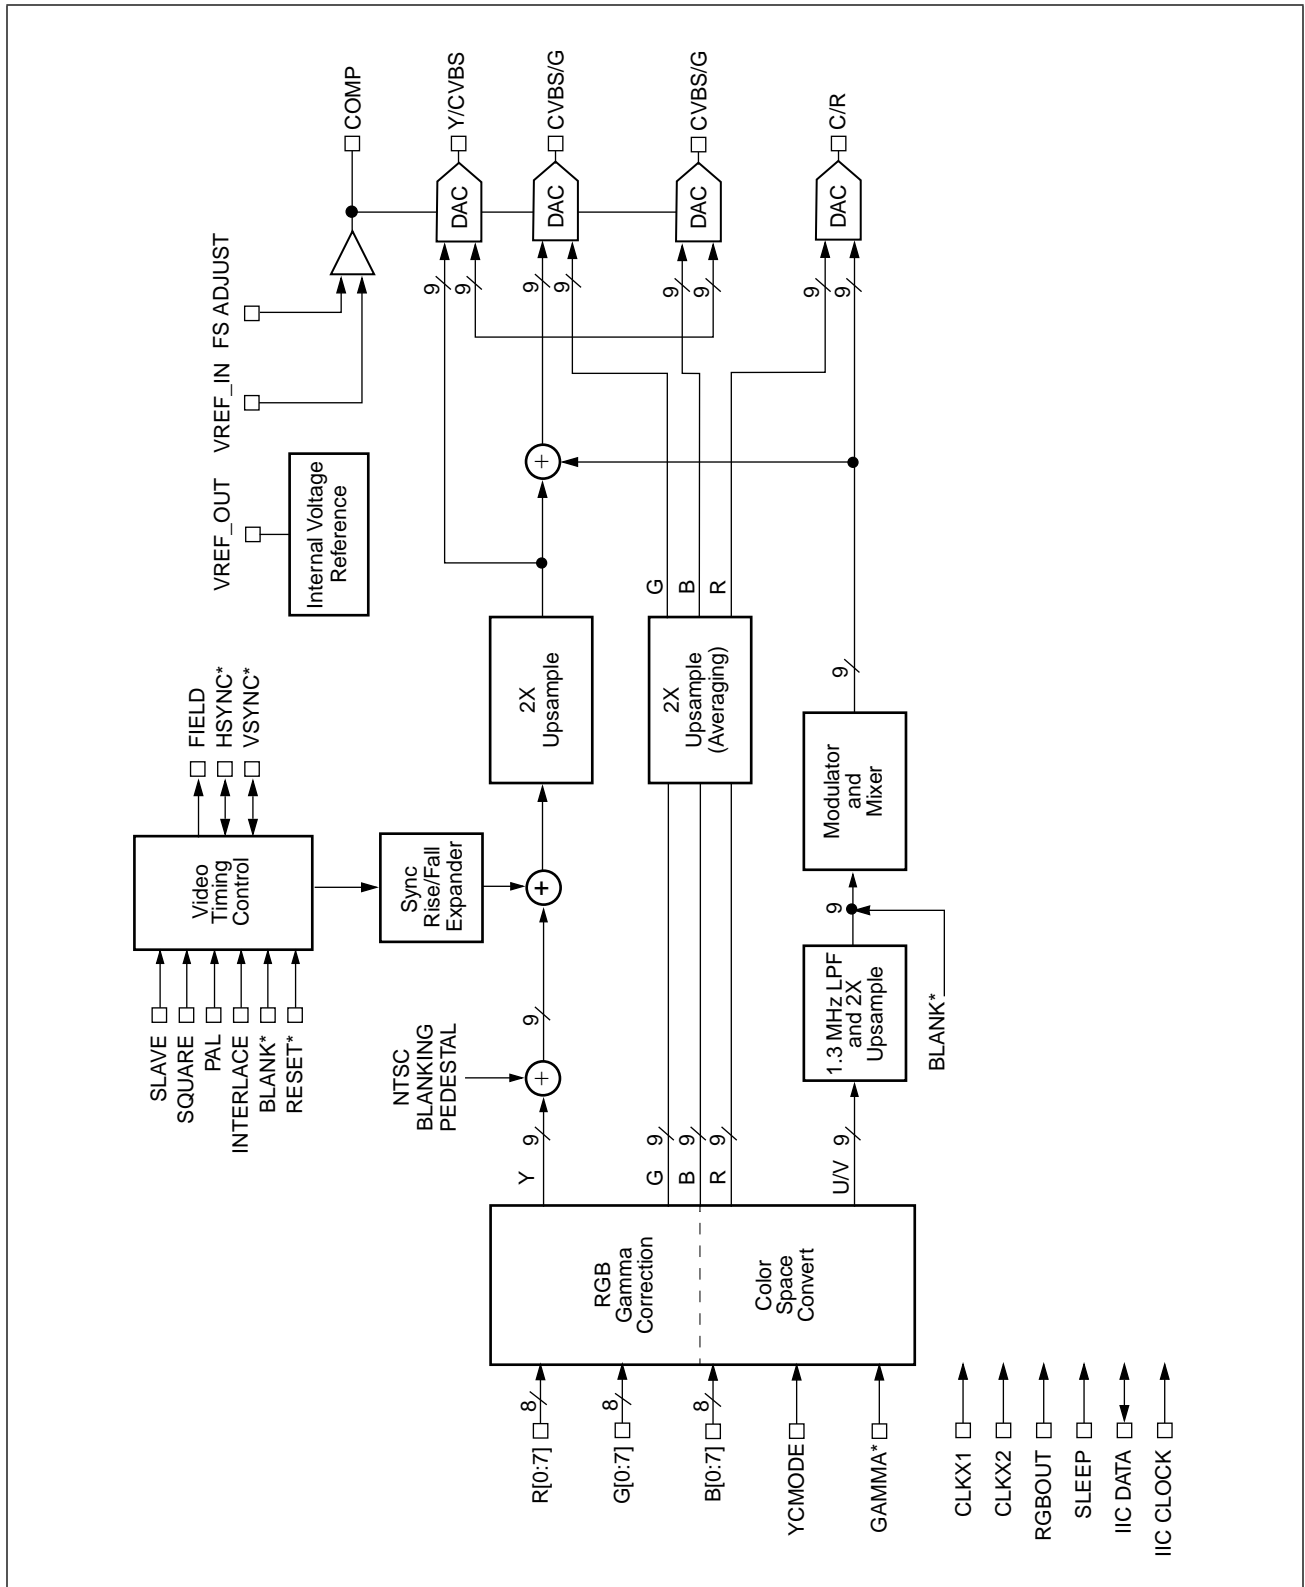 R[0:7]
8
G[0:7]
8
B[0:7]
8
YCMODE
GAMMA*
CLKX1
CLKX2
RGBOUT
SLEEP
IIC DATA
IIC CLOCK
RGB
Gamma
Correction
Color
Space
Convert
Y
9
G
9
B
9
R
9
U/V
9
NTSC
BLANKING
PEDESTAL
+
9
SLAVE
SQUARE
PAL
INTERLACE
BLANK*
RESET*
Video
Timing
Control
FIELD
HSYNC*
VSYNC*
Sync
Rise/Fall
Expander
+
1.3 MHz LPF
and 2X
Upsample
9
BLANK*
Modulator
and
Mixer
9
2X
Upsample
2X
Upsample
(Averaging)
G
B
R
+
VREF_OUT
Internal Voltage
Reference
VREF_IN
FS ADJUST
COMP
9
9
DAC
Y/CVBS
9
9
DAC
CVBS/G
9
9
DAC
CVBS/G
9
9
DAC
C/R